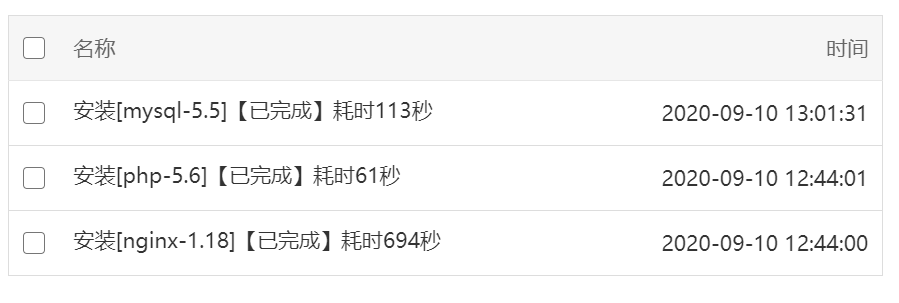 名称 时间
安装[mysql-5.5]【已完成】耗时113秒 2020-09-10 13:01:31
安装[php-5.6]【已完成】耗时61秒 2020-09-10 12:44:01
安装[nginx-1.18]【已完成】耗时694秒 2020-09-10 12:44:00